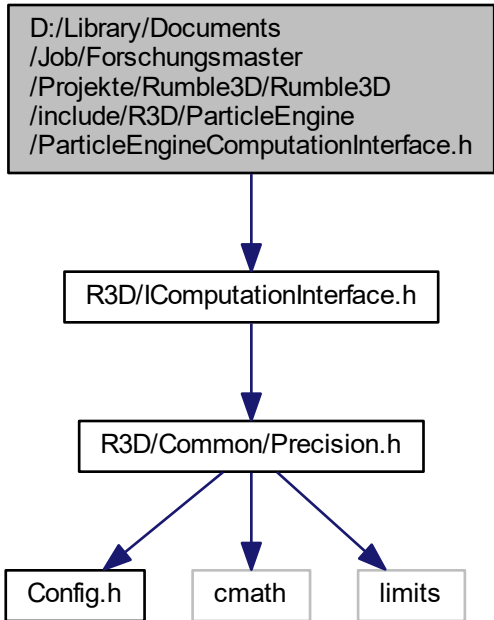 D:/Library/Documents
/Job/Forschungsmaster
/Projekte/Rumble3D/Rumble3D
/include/R3D/ParticleEngine
/ParticleEngineComputationInterface.h
R3D/IComputationInterface.h
R3D/Common/Precision.h
Config.h
cmath
limits